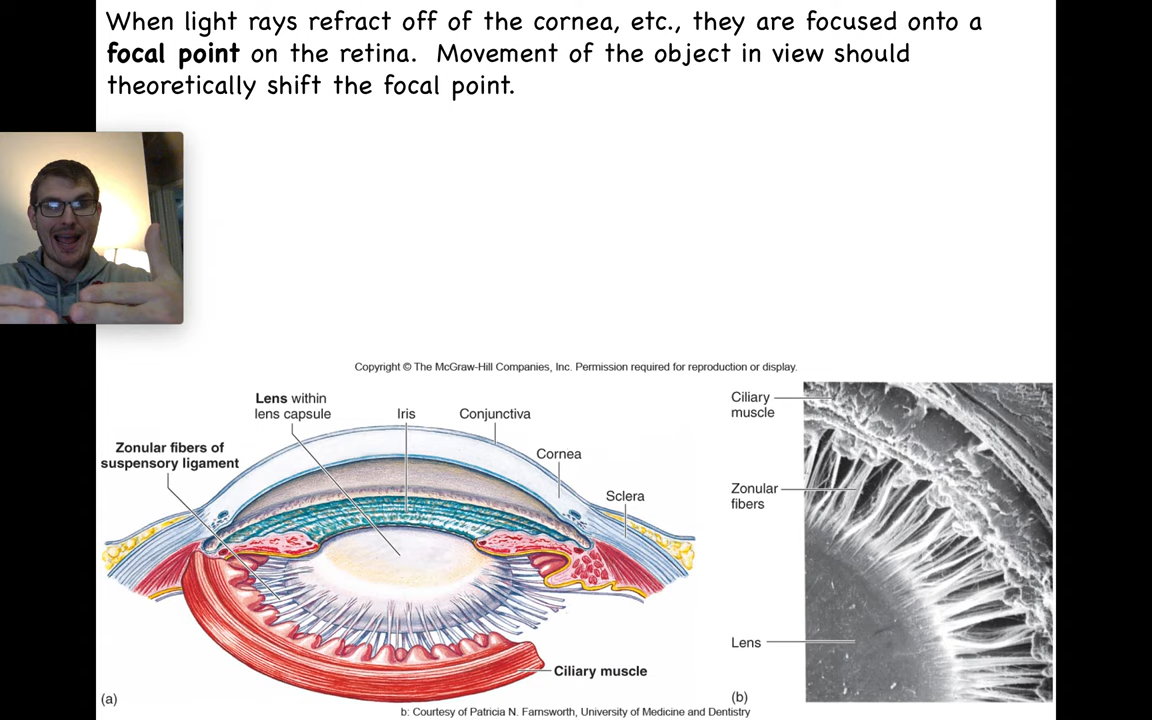 When light rays refract off of the cornea, etc., they are focused onto a
focal point on the retina.  Movement of the object in view should
theoretically shift the focal point.
Copyright © The McGraw-Hill Companies, Inc. Permission required for reproduction or display.
Lens within
lens capsule
Iris
Conjunctiva
Zonular fibers of
suspensory ligament
Cornea
Sclera
Ciliary muscle
(a)
Ciliary
muscle
Zonular
fibers
Lens
(b)
b: Courtesy of Patricia N. Farnsworth, University of Medicine and Dentistry